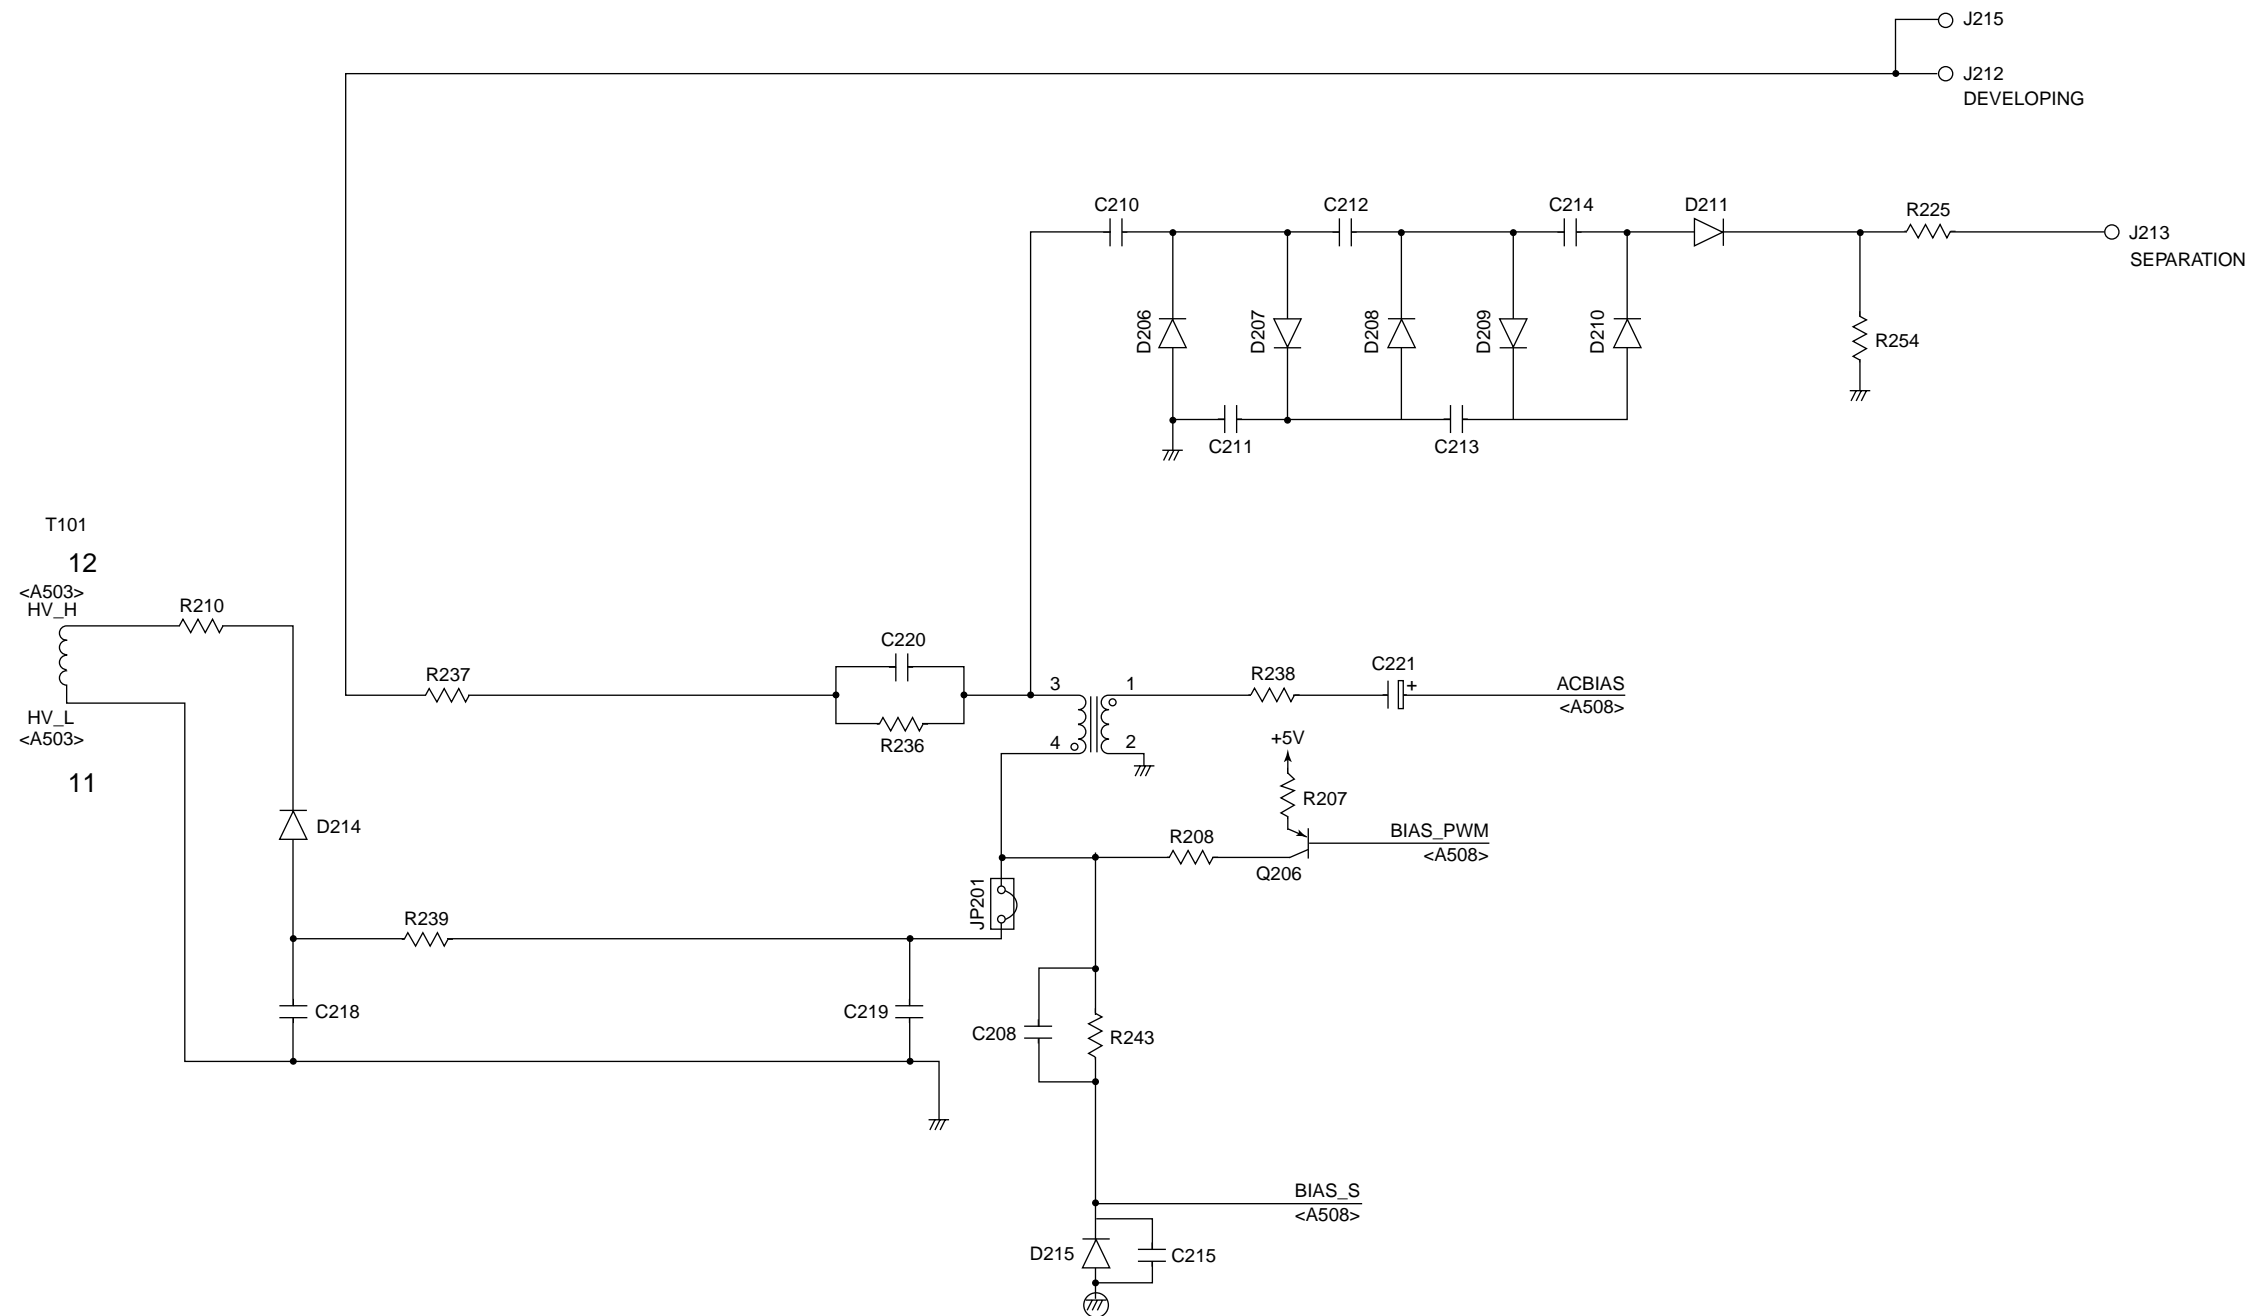 J215
J212
DEVELOPING
C210
C212
C214
D211
R225
J213
SEPARATION
D206
D207
D208
D209
D210
R254
C211
C213
T101
12
<A503>
HV_H
R210
HV_L
<A503>
11
R237
C220
R236
3
1
4
2
R238
C221
+
ACBIAS
<A508>
+5V
R207
D214
R208
BIAS_PWM
<A508>
Q206
JP201
R239
C218
C219
C208
R243
BIAS_S
<A508>
D215
C215